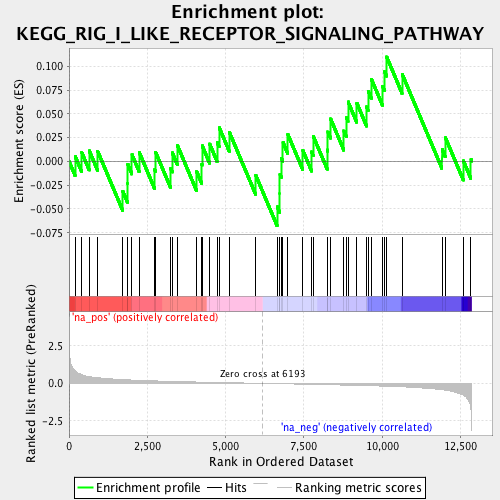 Enrichment plot:
KEGG_RIG_I_LIKE_RECEPTOR_SIGNALING_PATHWAY
Enrichment score (ES)
0.100
0.075
0.050
0.025
0.000
-0.025
-0.050
-0.075
'na_pos' (positively correlated)
Ranked list metric (PreRanked)
2.5
0.0
-2.5
Zero cross at 6193
'na_neg' (negatively correlated)
0 2,500 5,000 7,500 10,000 12,500
Rank in Ordered Dataset
Enrichment profile Hits Ranking metric scores